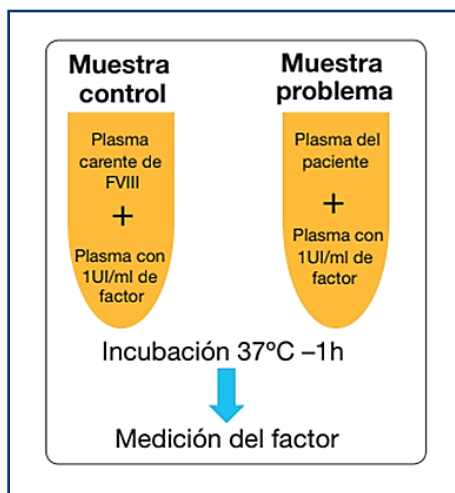 Muestra
control
Plasma
carente de
FVIII
+
Plasma con
1UI/ml de
factor
Muestra
problema
Plasma del
paciente
+
Plasma con
1UI/ml de
factor
Incubación 37ºC –1h
Medición del factor